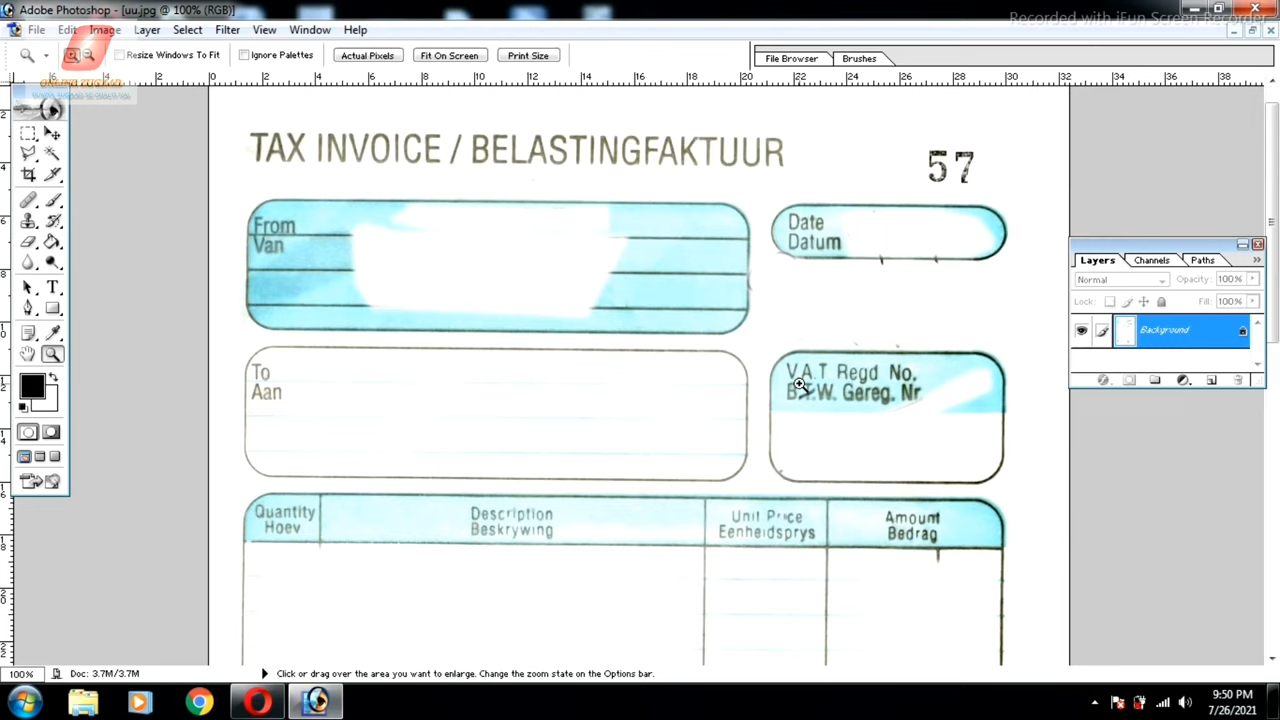 Adobe Photoshop - [uu.jpg @ 100% (RGB)]
Recorded with iFun Screen Recorder
File Edit Image Layer Select Filter View Window Help
Resize Windows To Fit Ignore Palettes Actual Pixels Fit On Screen Print Size File Browser Brushes
TAX INVOICE / BELASTINGFAKTUUR
57
From
Van
Date
Datum
To
Aan
V.A.T Regd No.
B.T.W. Gereg. Nr
Quantity
Hoev
Description
Beskrywing
Unit Price
Eenheidsprys
Amount
Bedrag
Layers Channels Paths
Normal Opacity: 100%
Lock: Fill: 100%
Background
100% Doc: 3.7M/3.7M Click or drag over the area you want to enlarge. Change the zoom state on the Options bar.
9:50 PM
7/26/2021